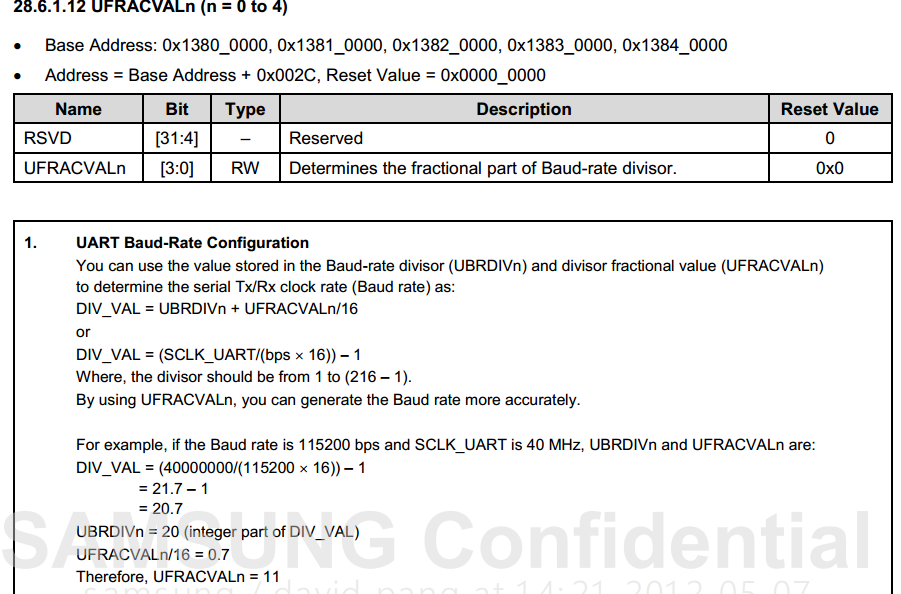 28.6.1.12 UFRACVALn (n = 0 to 4)
• Base Address: 0x1380_0000, 0x1381_0000, 0x1382_0000, 0x1383_0000, 0x1384_0000
• Address = Base Address + 0x002C, Reset Value = 0x0000_0000
Name Bit Type Description Reset Value
RSVD [31:4] – Reserved 0
UFRACVALn [3:0] RW Determines the fractional part of Baud-rate divisor. 0x0
1. UART Baud-Rate Configuration
You can use the value stored in the Baud-rate divisor (UBRDIVn) and divisor fractional value (UFRACVALn)
to determine the serial Tx/Rx clock rate (Baud rate) as:
DIV_VAL = UBRDIVn + UFRACVALn/16
or
DIV_VAL = (SCLK_UART/(bps × 16)) – 1
Where, the divisor should be from 1 to (216 – 1).
By using UFRACVALn, you can generate the Baud rate more accurately.
For example, if the Baud rate is 115200 bps and SCLK_UART is 40 MHz, UBRDIVn and UFRACVALn are:
DIV_VAL = (40000000/(115200 × 16)) – 1
= 21.7 – 1
= 20.7
UBRDIVn = 20 (integer part of DIV_VAL)
UFRACVALn/16 = 0.7
Therefore, UFRACVALn = 11
SAMSUNG Confidential
samsung / david.pang at 14:21,2012.05.07